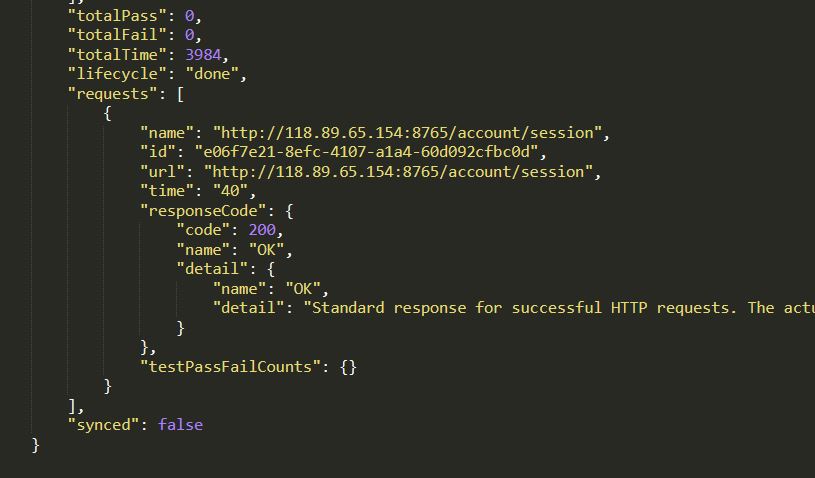 ],
"totalPass": 0,
"totalFail": 0,
"totalTime": 3984,
"lifecycle": "done",
"requests": [
{
"name": "http://118.89.65.154:8765/account/session",
"id": "e06f7e21-8efc-4107-a1a4-60d092cfbc0d",
"url": "http://118.89.65.154:8765/account/session",
"time": "40",
"responseCode": {
"code": 200,
"name": "OK",
"detail": {
"name": "OK",
"detail": "Standard response for successful HTTP requests. The actu
}
},
"testPassFailCounts": {}
}
],
"synced": false
}